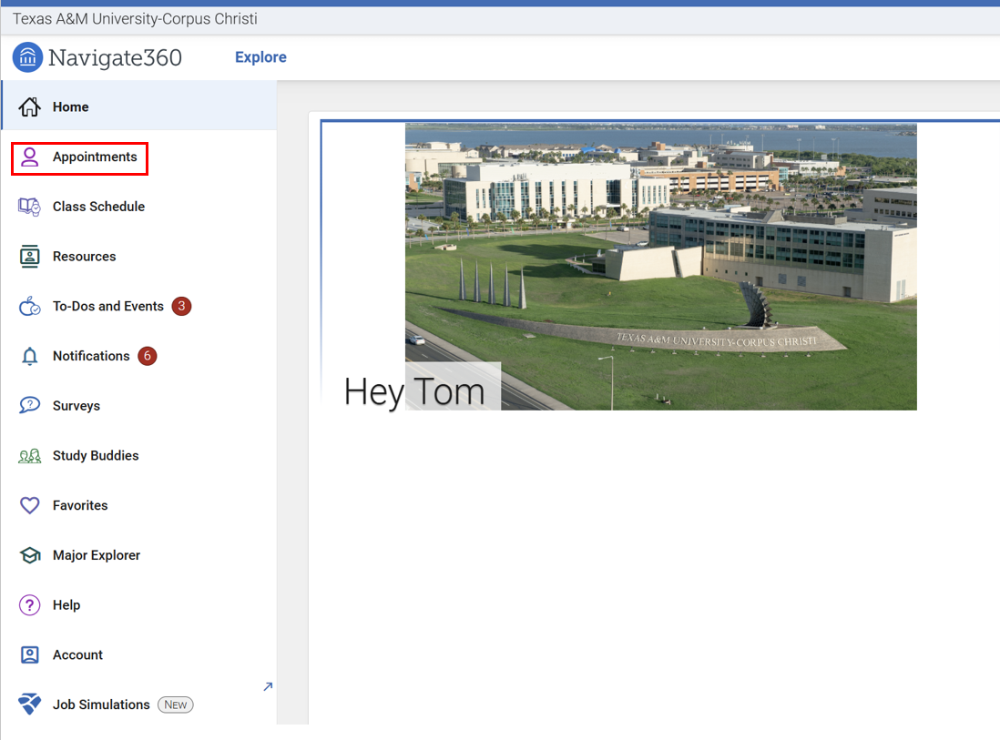 Texas A&M University-Corpus Christi
Navigate360
Explore
Home
Appointments
Class Schedule
Resources
To-Dos and Events 3
Notifications 6
Surveys
Study Buddies
Favorites
Major Explorer
Help
Account
Job Simulations New
TEXAS A&M UNIVERSITY-CORPUS CHRISTI
Hey Tom